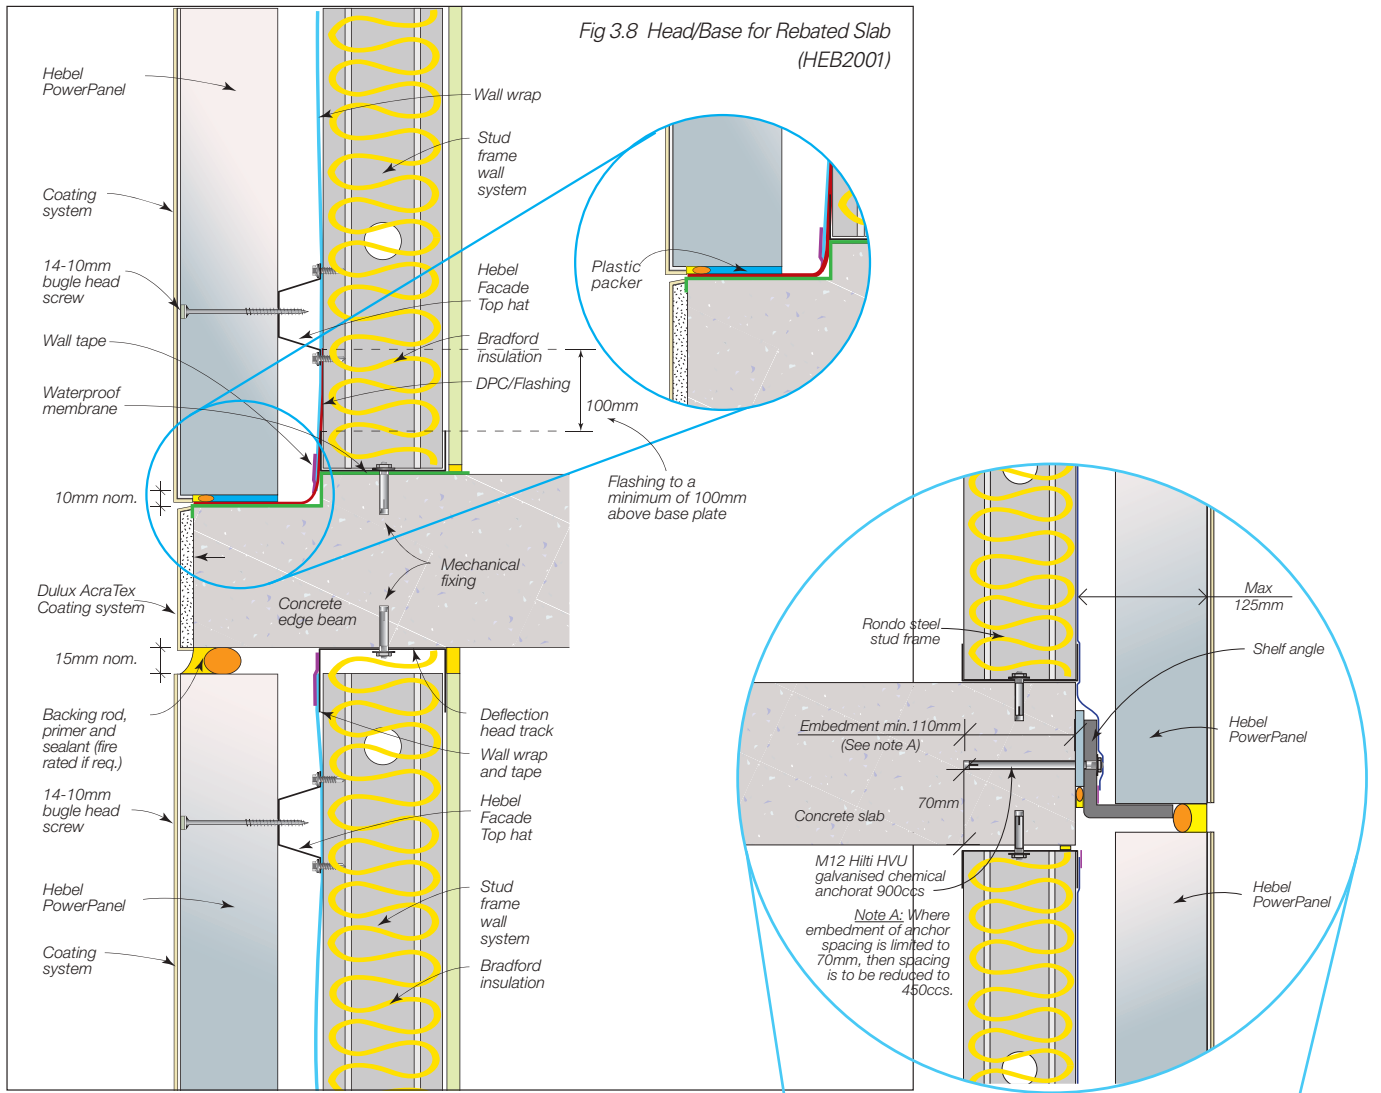 Fig 3.8 Head/Base for Rebated Slab
(HEB2001)
Hebel
PowerPanel
Coating
system
14-10mm
bugle head
screw
Wall tape
Waterproof
membrane
10mm nom.
Dulux AcraTex
Coating system
15mm nom.
Backing rod,
primer and
sealant (fire
rated if req.)
14-10mm
bugle head
screw
Hebel
PowerPanel
Coating
system
Wall wrap
Stud
frame
wall
system
Hebel
Facade
Top hat
Bradford
insulation
DPC/Flashing
100mm
Flashing to a
minimum of 100mm
above base plate
Plastic
packer
Mechanical
fixing
Concrete
edge beam
Deflection
head track
Wall wrap
and tape
Hebel
Facade
Top hat
Stud
frame
wall
system
Bradford
insulation
Rondo steel
stud frame
Max
125mm
Shelf angle
Embedment min.110mm
(See note A)
Hebel
PowerPanel
70mm
Concrete slab
M12 Hilti HVU
galvanised chemical
anchorat 900ccs
Note A: Where
embedment of anchor
spacing is limited to
70mm, then spacing
is to be reduced to
450ccs.
Hebel
PowerPanel